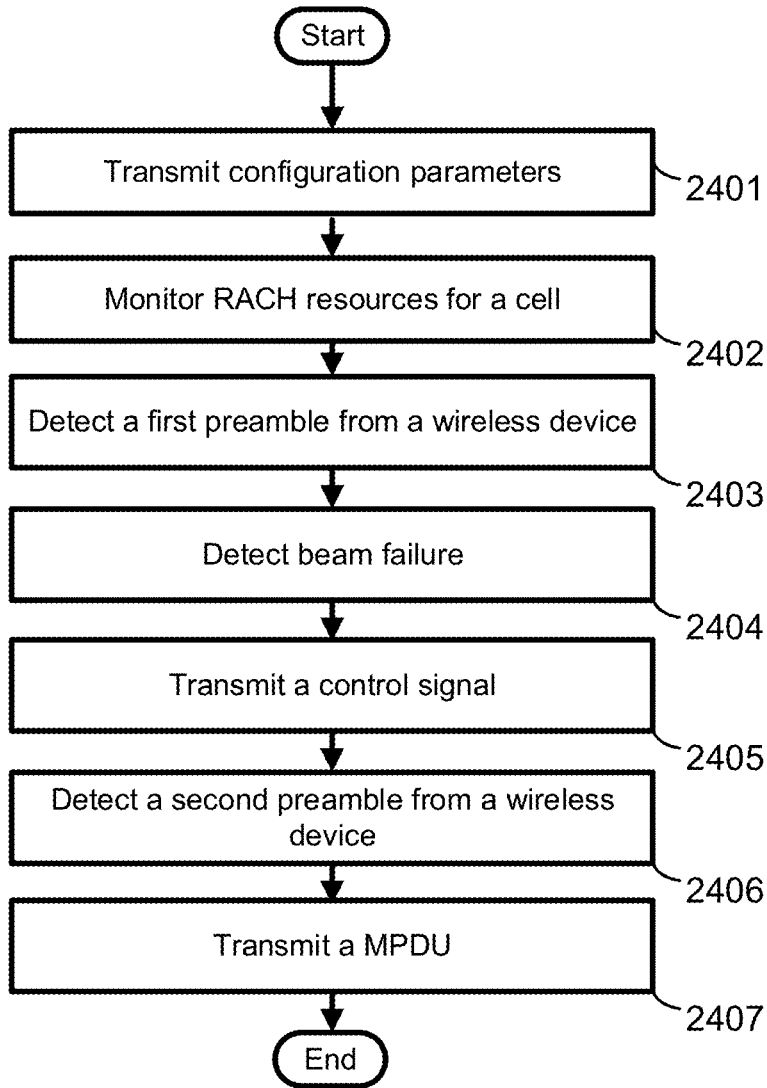 Start
Transmit configuration parameters
2401
Monitor RACH resources for a cell
2402
Detect a first preamble from a wireless device
2403
Detect beam failure
2404
Transmit a control signal
2405
Detect a second preamble from a wireless
device
2406
Transmit a MPDU
2407
End